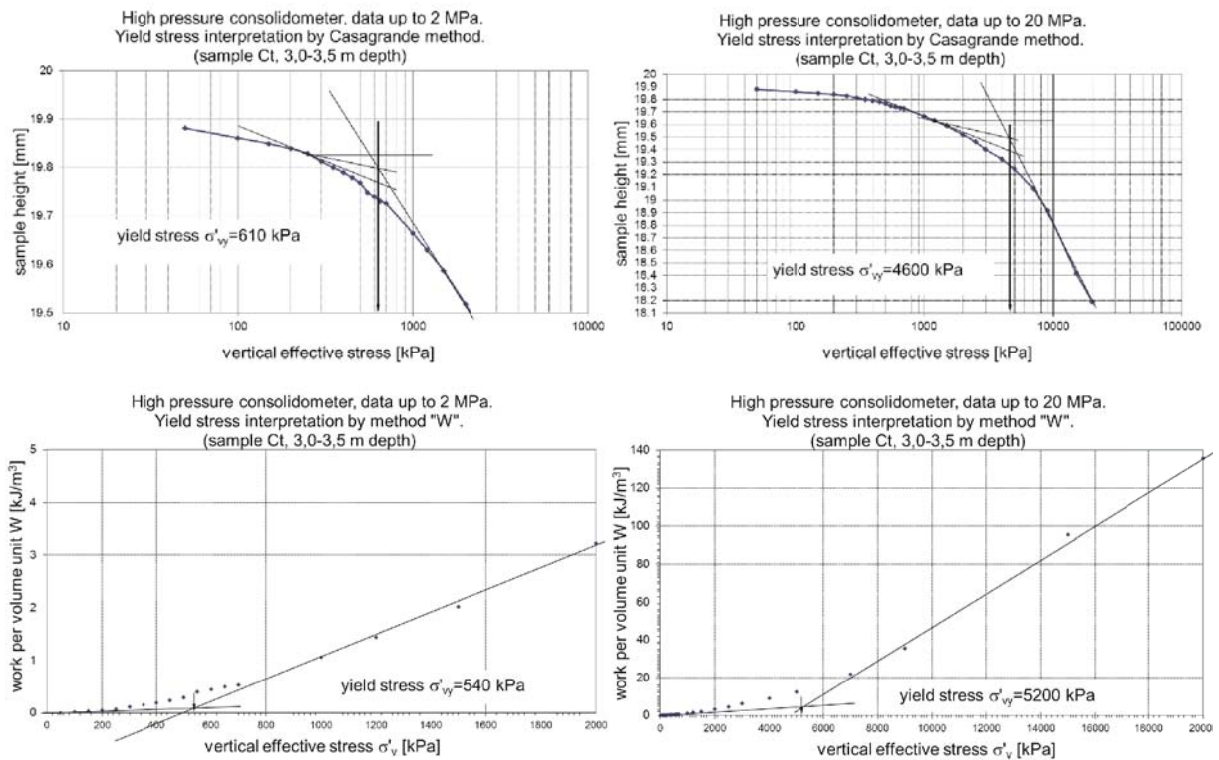 High pressure consolidometer, data up to 2 MPa.
Yield stress interpretation by Casagrande method.
(sample Ct, 3,0-3,5 m depth)
20
19.9
19.8
19.7
19.6
19.5
sample height [mm]
yield stress σ'vy=610 kPa
10 100 1000 10000
vertical effective stress [kPa]
High pressure consolidometer, data up to 20 MPa.
Yield stress interpretation by Casagrande method.
(sample Ct, 3,0-3,5 m depth)
20
19.9
19.8
19.7
19.6
19.5
19.4
19.3
19.2
19.1
19
18.9
18.8
18.7
18.6
18.5
18.4
18.3
18.2
18.1
sample height [mm]
yield stress σ'vy=4600 kPa
10 100 1000 10000 100000
vertical effective stress [kPa]
High pressure consolidometer, data up to 2 MPa.
Yield stress interpretation by method "W".
(sample Ct, 3,0-3,5 m depth)
5
4
3
2
1
0
work per volume unit W [kJ/m³]
yield stress σ'vy=540 kPa
0 200 400 600 800 1000 1200 1400 1600 1800 2000
vertical effective stress σ'v [kPa]
High pressure consolidometer, data up to 20 MPa.
Yield stress interpretation by method "W".
(sample Ct, 3,0-3,5 m depth)
140
120
100
80
60
40
20
0
work per volume unit W [kJ/m³]
yield stress σ'vy=5200 kPa
0 2000 4000 6000 8000 10000 12000 14000 16000 18000 20000
vertical effective stress σ'v [kPa]